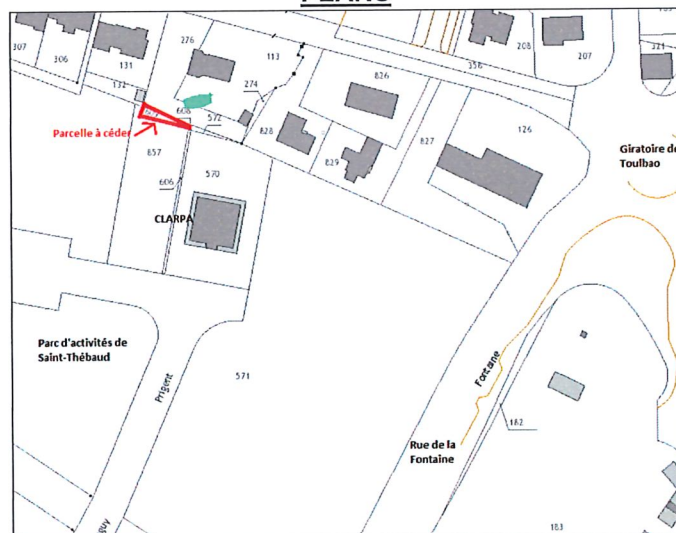 PLANS
307
306
131
132
276
113
274
608
572
Parcelle à céder
857
606
570
CLARPA
828
829
826
827
356
208
207
321
126
Giratoire de
Toulbao
Parc d'activités de
Saint-Thébaud
Prigent
571
Fontaine
182
Rue de la
Fontaine
183
guy